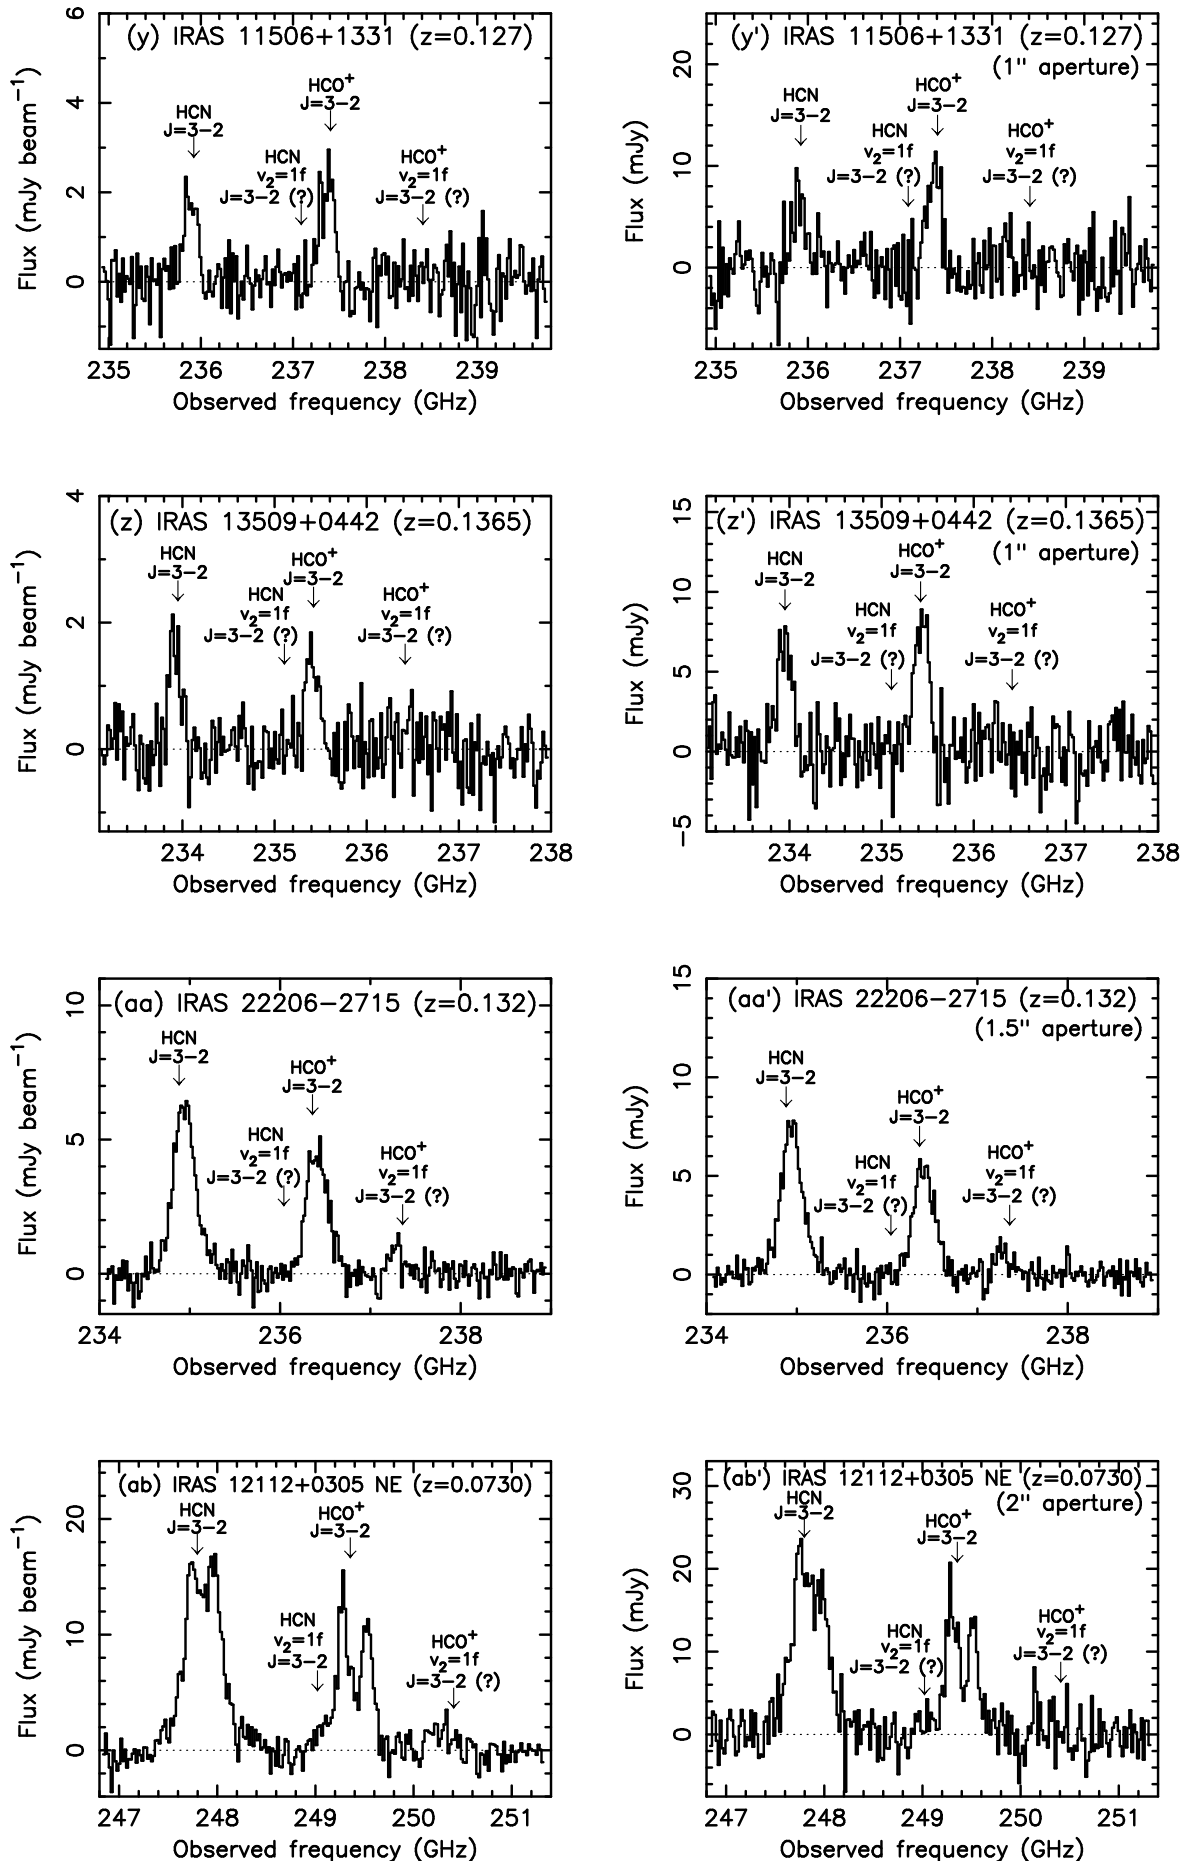 (y) IRAS 11506+1331 (z=0.127)
HCN
J=3−2
HCO+
J=3−2
HCN
v2=1f
J=3−2 (?)
HCO+
v2=1f
J=3−2 (?)
6
4
2
0
Flux (mJy beam−1)
235 236 237 238 239
Observed frequency (GHz)
(y') IRAS 11506+1331 (z=0.127)
(1" aperture)
HCN
J=3−2
HCO+
J=3−2
HCN
v2=1f
J=3−2 (?)
HCO+
v2=1f
J=3−2 (?)
20
10
0
Flux (mJy)
235 236 237 238 239
Observed frequency (GHz)
(z) IRAS 13509+0442 (z=0.1365)
HCN
J=3−2
HCO+
J=3−2
HCN
v2=1f
J=3−2 (?)
HCO+
v2=1f
J=3−2 (?)
4
2
0
Flux (mJy beam−1)
234 235 236 237 238
Observed frequency (GHz)
(z') IRAS 13509+0442 (z=0.1365)
(1" aperture)
HCN
J=3−2
HCO+
J=3−2
HCN
v2=1f
J=3−2 (?)
HCO+
v2=1f
J=3−2 (?)
15
10
5
0
−5
Flux (mJy)
234 235 236 237 238
Observed frequency (GHz)
(aa) IRAS 22206−2715 (z=0.132)
HCN
J=3−2
HCO+
J=3−2
HCN
v2=1f
J=3−2 (?)
HCO+
v2=1f
J=3−2 (?)
10
5
0
Flux (mJy beam−1)
234 236 238
Observed frequency (GHz)
(aa') IRAS 22206−2715 (z=0.132)
(1.5" aperture)
HCN
J=3−2
HCO+
J=3−2
HCN
v2=1f
J=3−2 (?)
HCO+
v2=1f
J=3−2 (?)
15
10
5
0
Flux (mJy)
234 236 238
Observed frequency (GHz)
(ab) IRAS 12112+0305 NE (z=0.0730)
HCN
J=3−2
HCO+
J=3−2
HCN
v2=1f
J=3−2
HCO+
v2=1f
J=3−2 (?)
20
10
0
Flux (mJy beam−1)
247 248 249 250 251
Observed frequency (GHz)
(ab') IRAS 12112+0305 NE (z=0.0730)
(2" aperture)
HCN
J=3−2
HCO+
J=3−2
HCN
v2=1f
J=3−2 (?)
HCO+
v2=1f
J=3−2 (?)
30
20
10
0
Flux (mJy)
247 248 249 250 251
Observed frequency (GHz)